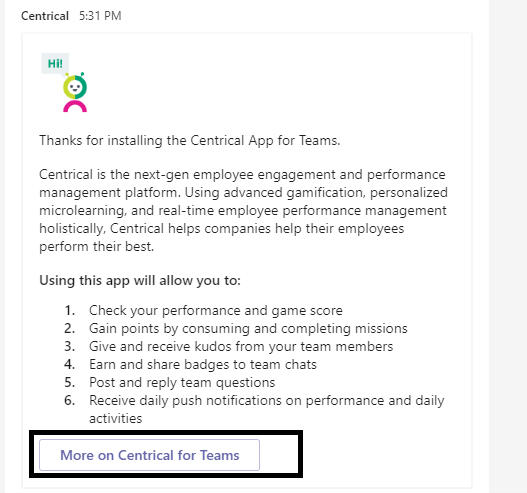 Centrical 5:31 PM
Hi!
Thanks for installing the Centrical App for Teams.
Centrical is the next-gen employee engagement and performance
management platform. Using advanced gamification, personalized
microlearning, and real-time employee performance management
holistically, Centrical helps companies help their employees
perform their best.
Using this app will allow you to:
1. Check your performance and game score
2. Gain points by consuming and completing missions
3. Give and receive kudos from your team members
4. Earn and share badges to team chats
5. Post and reply team questions
6. Receive daily push notifications on performance and daily
activities
More on Centrical for Teams